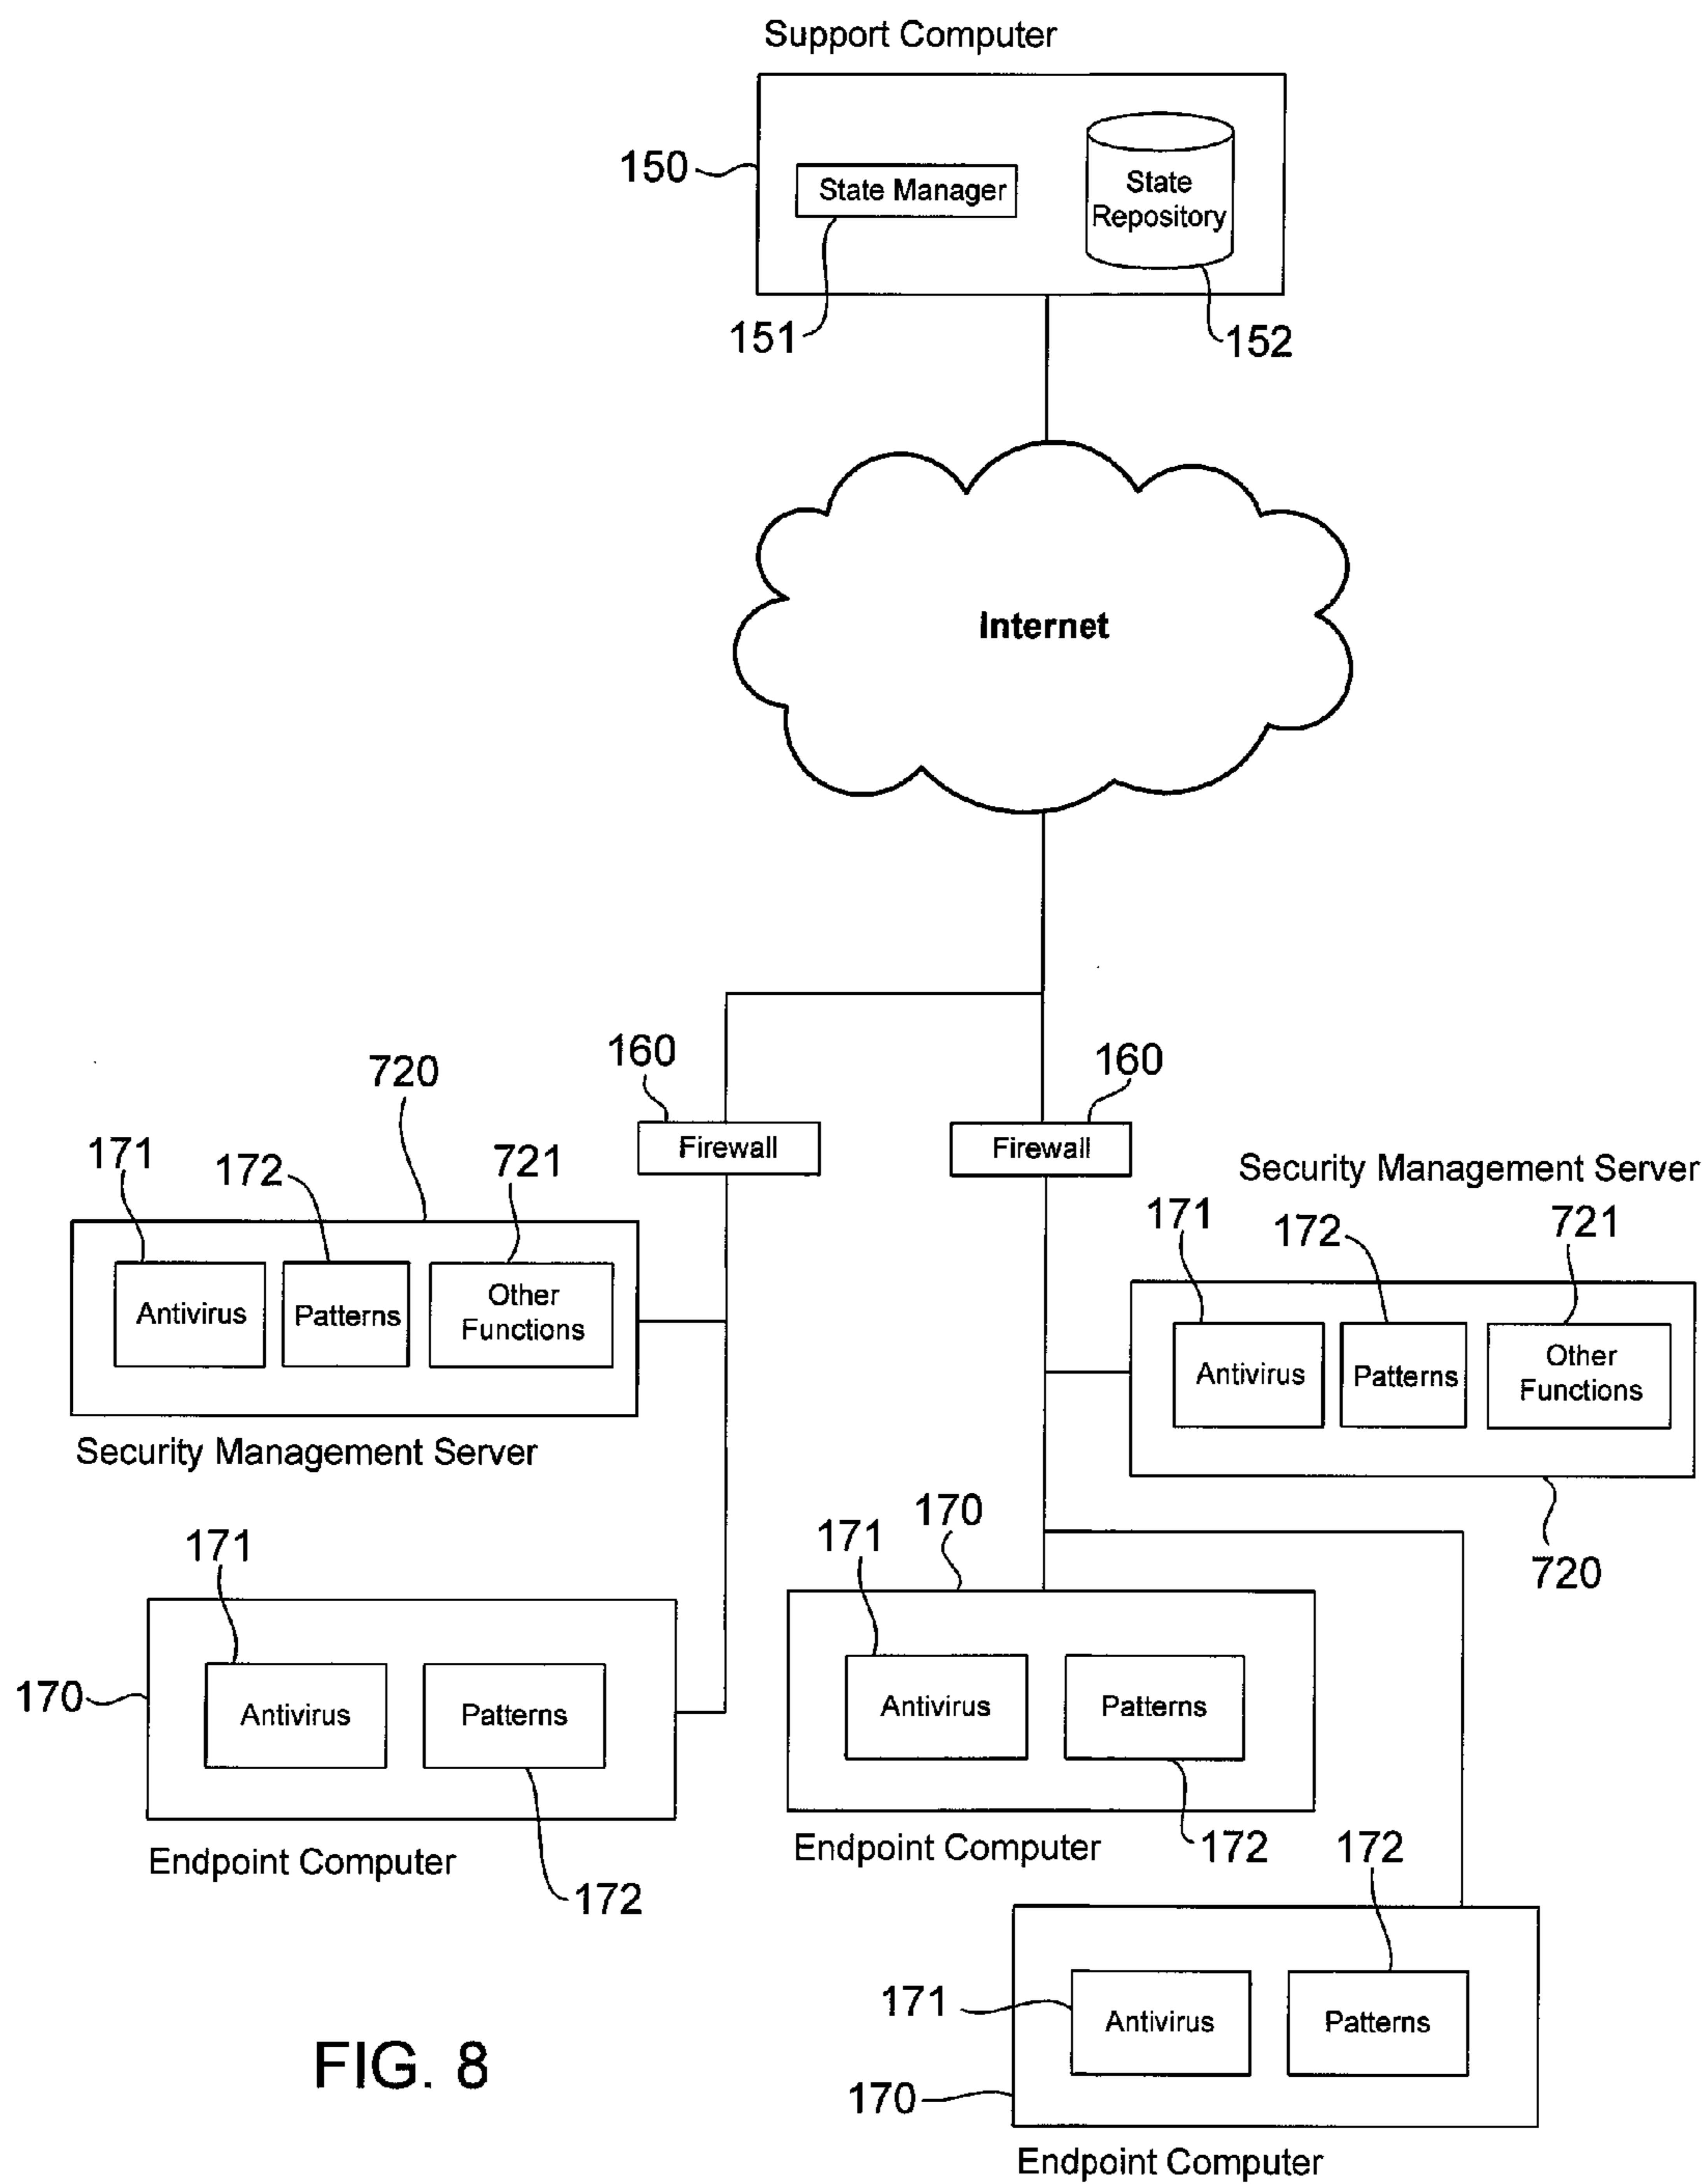 Support Computer
150
State Manager
State
Repository
151
152
Internet
160
160
720
Firewall
Firewall
171
172
721
Security Management Server
171
172
721
Antivirus
Patterns
Other
Functions
Antivirus
Patterns
Other
Functions
Security Management Server
720
171
170
171
170
Antivirus
Patterns
Antivirus
Patterns
Endpoint Computer
172
Endpoint Computer
172
172
171
Antivirus
Patterns
170
Endpoint Computer
FIG. 8